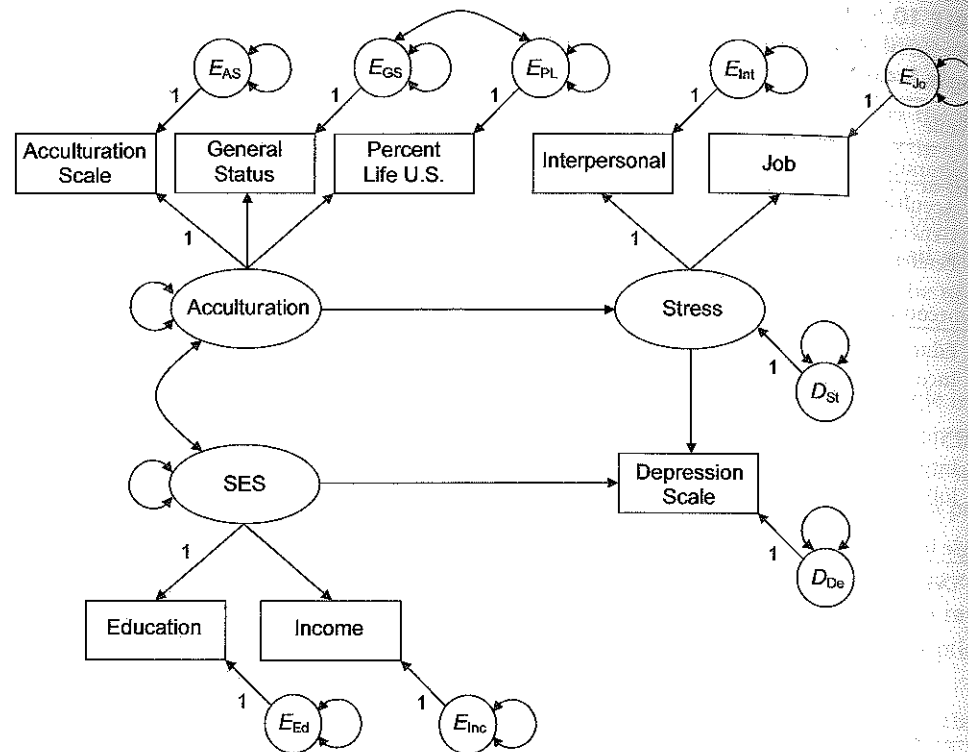 E_AS
E_GS
E_PL
E_Int
E_Jo
1
1
1
1
1
Acculturation
Scale
General
Status
Percent
Life U.S.
Interpersonal
Job
1
1
Acculturation
Stress
1
D_St
SES
Depression
Scale
1
1
D_De
Education
Income
1
1
E_Ed
E_Inc